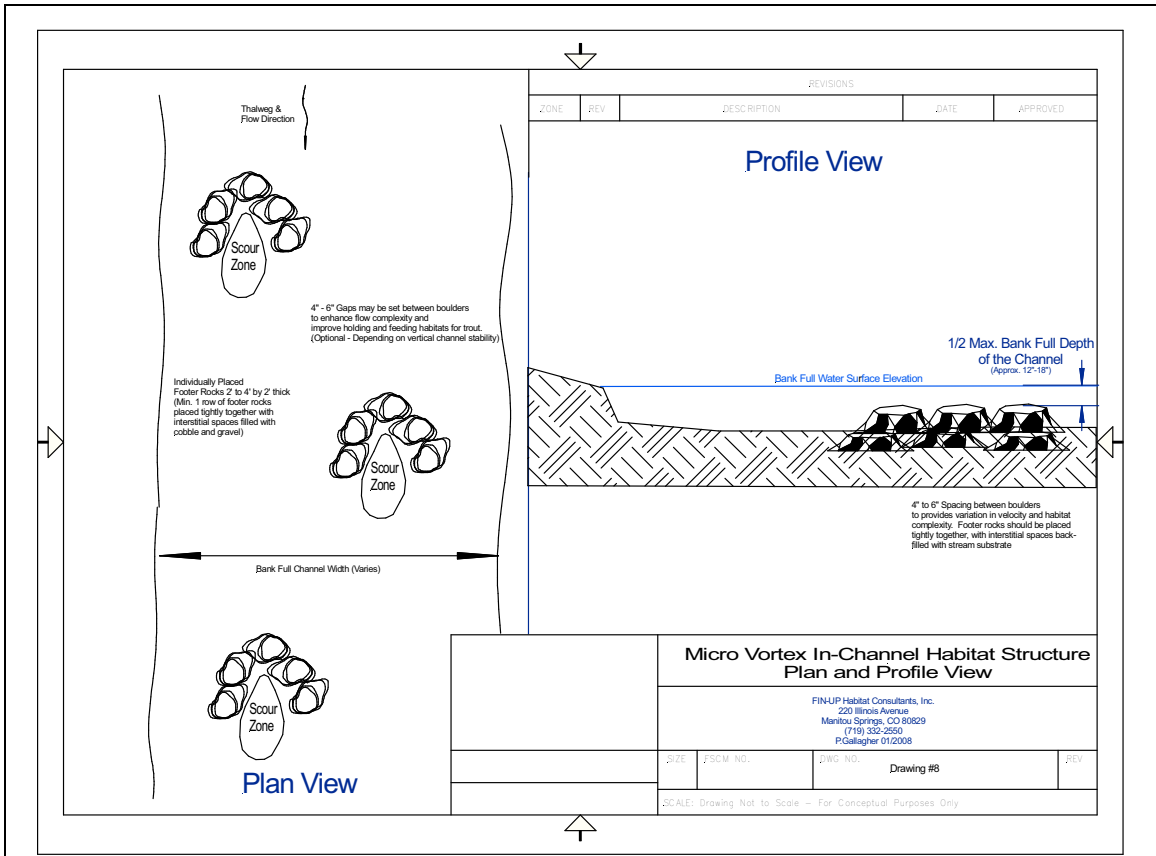 Thalweg &
Flow Direction
Scour
Zone
4" - 6" Gaps may be set between boulders
to enhance flow complexity and
improve holding and feeding habitats for trout.
(Optional - Depending on vertical channel stability)
Individually Placed
Footer Rocks 2' to 4' by 2' thick
(Min. 1 row of footer rocks
placed tightly together with
interstitial spaces filled with
cobble and gravel)
Scour
Zone
Bank Full Channel Width (Varies)
Scour
Zone
Plan View
REVISIONS
ZONE REV DESCRIPTION DATE APPROVED
Profile View
1/2 Max. Bank Full Depth
of the Channel
(Approx. 12"-18")
Bank Full Water Surface Elevation
4" to 6" Spacing between boulders
to provides variation in velocity and habitat
complexity. Footer rocks should be placed
tightly together, with interstitial spaces back-
filled with stream substrate
Micro Vortex In-Channel Habitat Structure
Plan and Profile View
FIN-UP Habitat Consultants, Inc.
220 Illinois Avenue
Manitou Springs, CO 80829
(719) 332-2550
P.Gallagher 01/2008
SIZE FSCM NO. DWG NO. REV
Drawing #8
SCALE: Drawing Not to Scale – For Conceptual Purposes Only